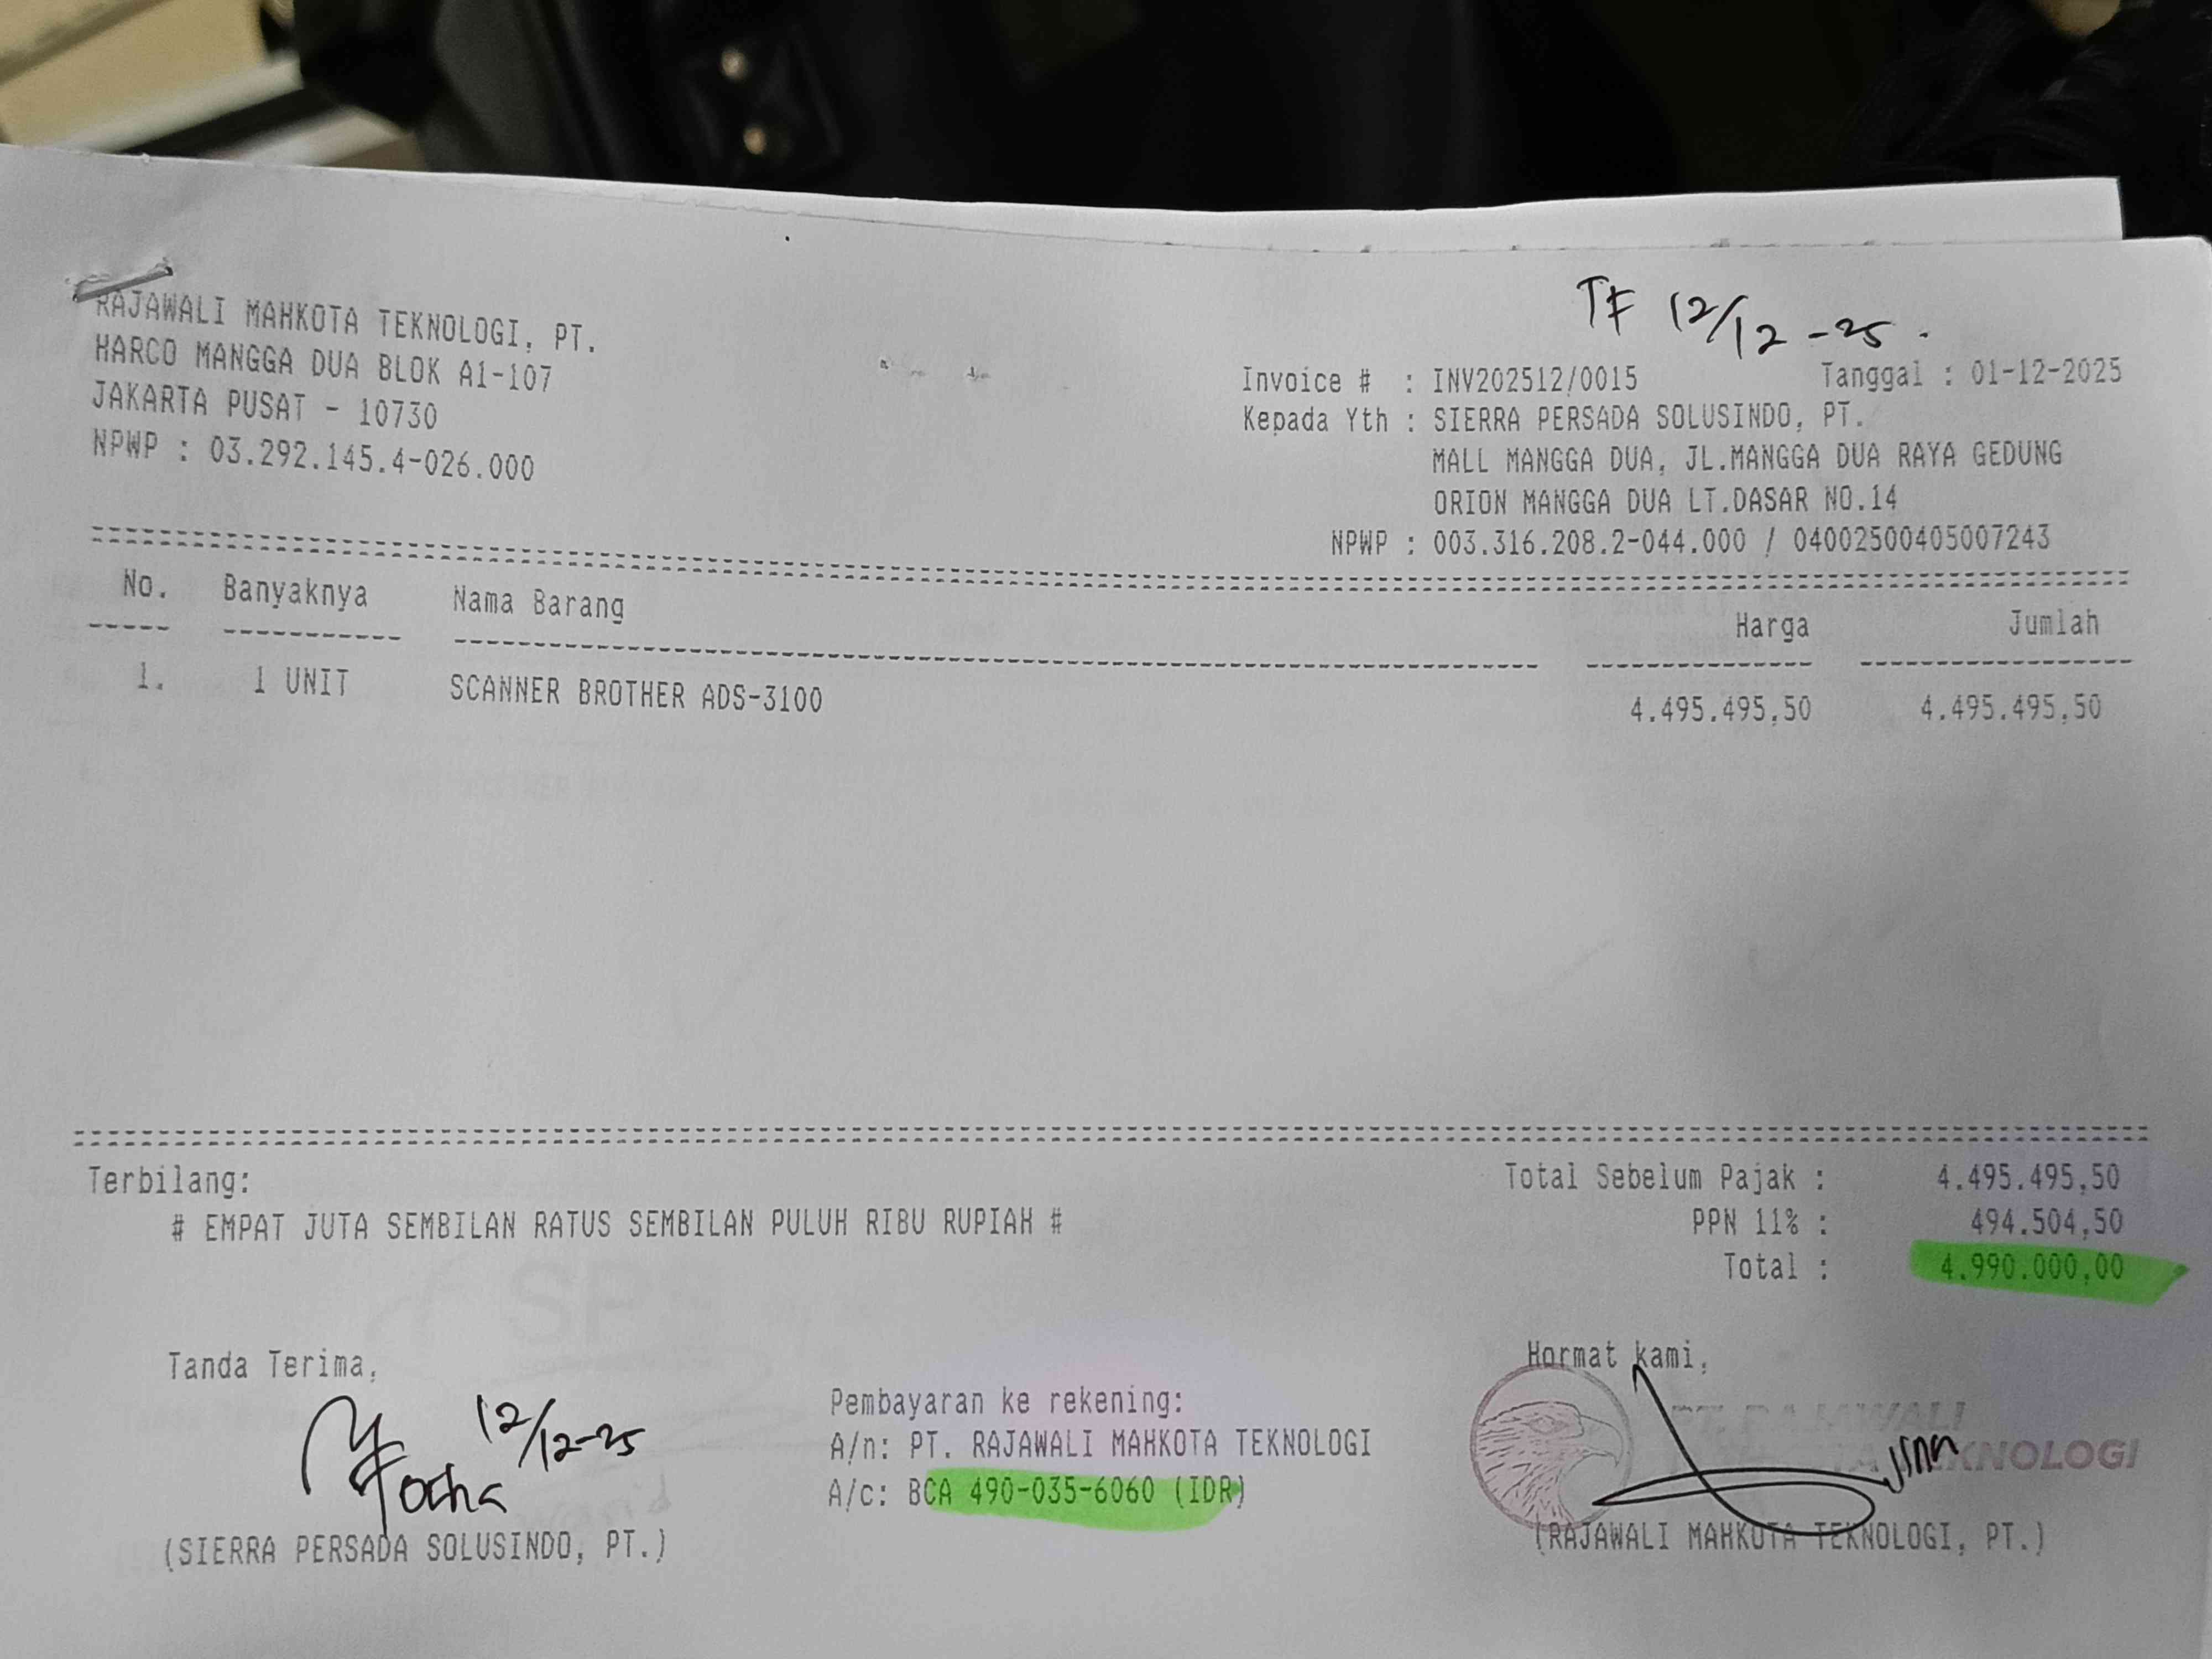 TF 12/12-25.
RAJAWALI MAHKOTA TEKNOLOGI, PT.
HARCO MANGGA DUA BLOK A1-107
JAKARTA PUSAT - 10730
NPWP : 03.292.145.4-026.000
Invoice # : INV202512/0015 Tanggal : 01-12-2025
Kepada Yth : SIERRA PERSADA SOLUSINDO, PT.
MALL MANGGA DUA, JL.MANGGA DUA RAYA GEDUNG
ORION MANGGA DUA LT.DASAR NO.14
NPWP : 003.316.208.2-044.000 / 04002500405007243
No. Banyaknya Nama Barang Harga Jumlah
1. 1 UNIT SCANNER BROTHER ADS-3100 4.495.495,50 4.495.495,50
Terbilang:
# EMPAT JUTA SEMBILAN RATUS SEMBILAN PULUH RIBU RUPIAH #
Total Sebelum Pajak : 4.495.495,50
PPN 11% : 494.504,50
Total : 4.990.000,00
Tanda Terima,
12/12-25
(SIERRA PERSADA SOLUSINDO, PT.)
Pembayaran ke rekening:
A/n: PT. RAJAWALI MAHKOTA TEKNOLOGI
A/c: BCA 490-035-6060 (IDR)
Hormat kami,
PT. RAJAWALI
TEKNOLOGI
(RAJAWALI MAHKOTA TEKNOLOGI, PT.)